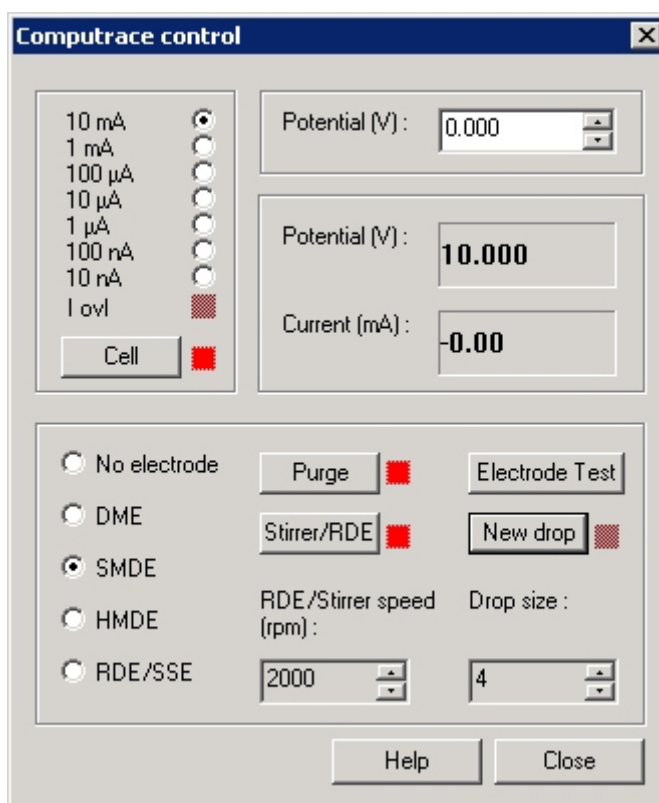 Computrace control
10 mA
1 mA
100 µA
10 µA
1 µA
100 nA
10 nA
I ovl
Cell
Potential (V) :
0.000
Potential (V) :
10.000
Current (mA) :
-0.00
No electrode
DME
SMDE
HMDE
RDE/SSE
Purge
Electrode Test
Stirrer/RDE
New drop
RDE/Stirrer speed
(rpm) :
Drop size :
2000
4
Help
Close